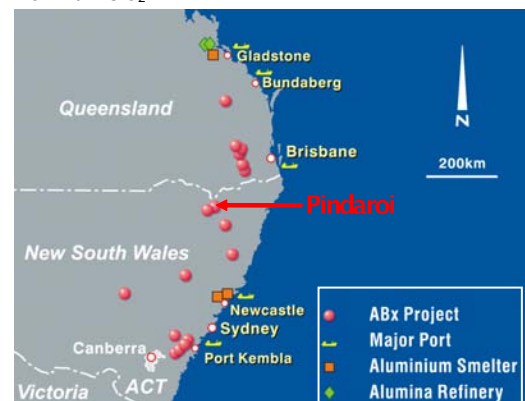 Gladstone
Bundaberg
Queensland
N
Brisbane
200km
Pindaroi
New South Wales
Newcastle
Sydney
Canberra
Port Kembla
Victoria
ACT
ABx Project
Major Port
Aluminium Smelter
Alumina Refinery